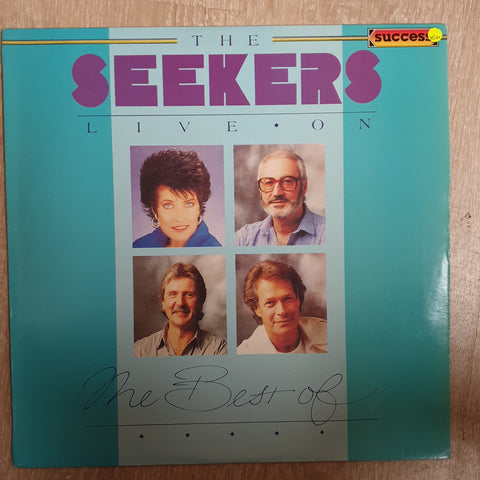 THE
success
SEEKERS
LIVE • ON
The Best of